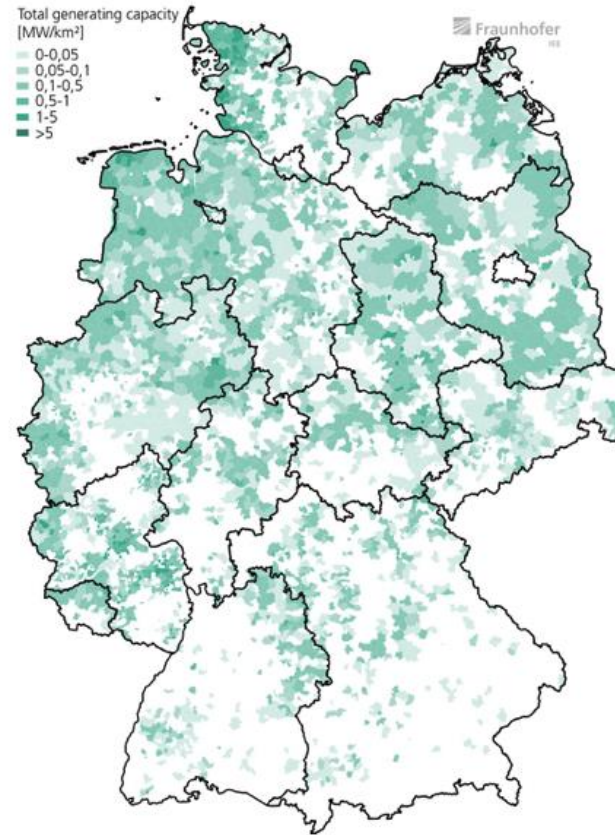 Total generating capacity
[MW/km²]
0-0,05
0,05-0,1
0,1-0,5
0,5-1
1-5
>5
Fraunhofer
IEE